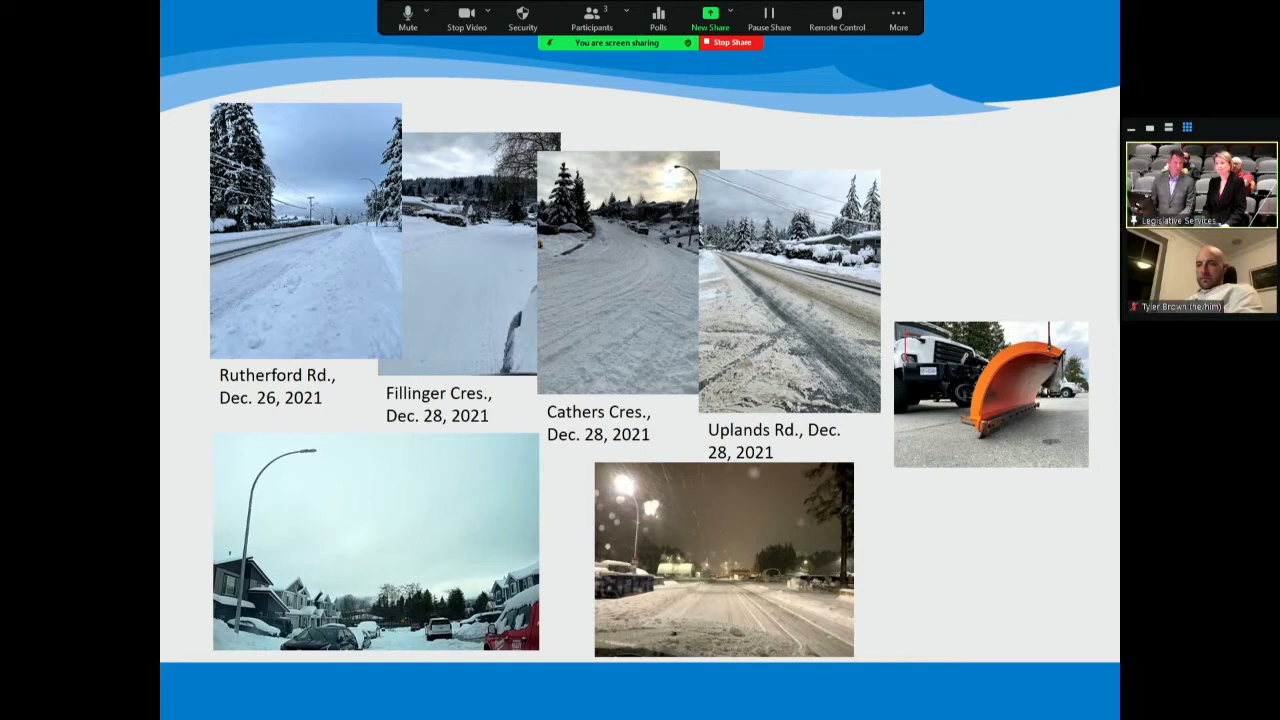 3
Mute
Stop Video
Security
Participants
Polls
New Share
Pause Share
Remote Control
More
You are screen sharing
Stop Share
Legislative Services
Tyler Brown (he/him)
Rutherford Rd.,
Dec. 26, 2021
Fillinger Cres.,
Dec. 28, 2021
Cathers Cres.,
Dec. 28, 2021
Uplands Rd., Dec.
28, 2021